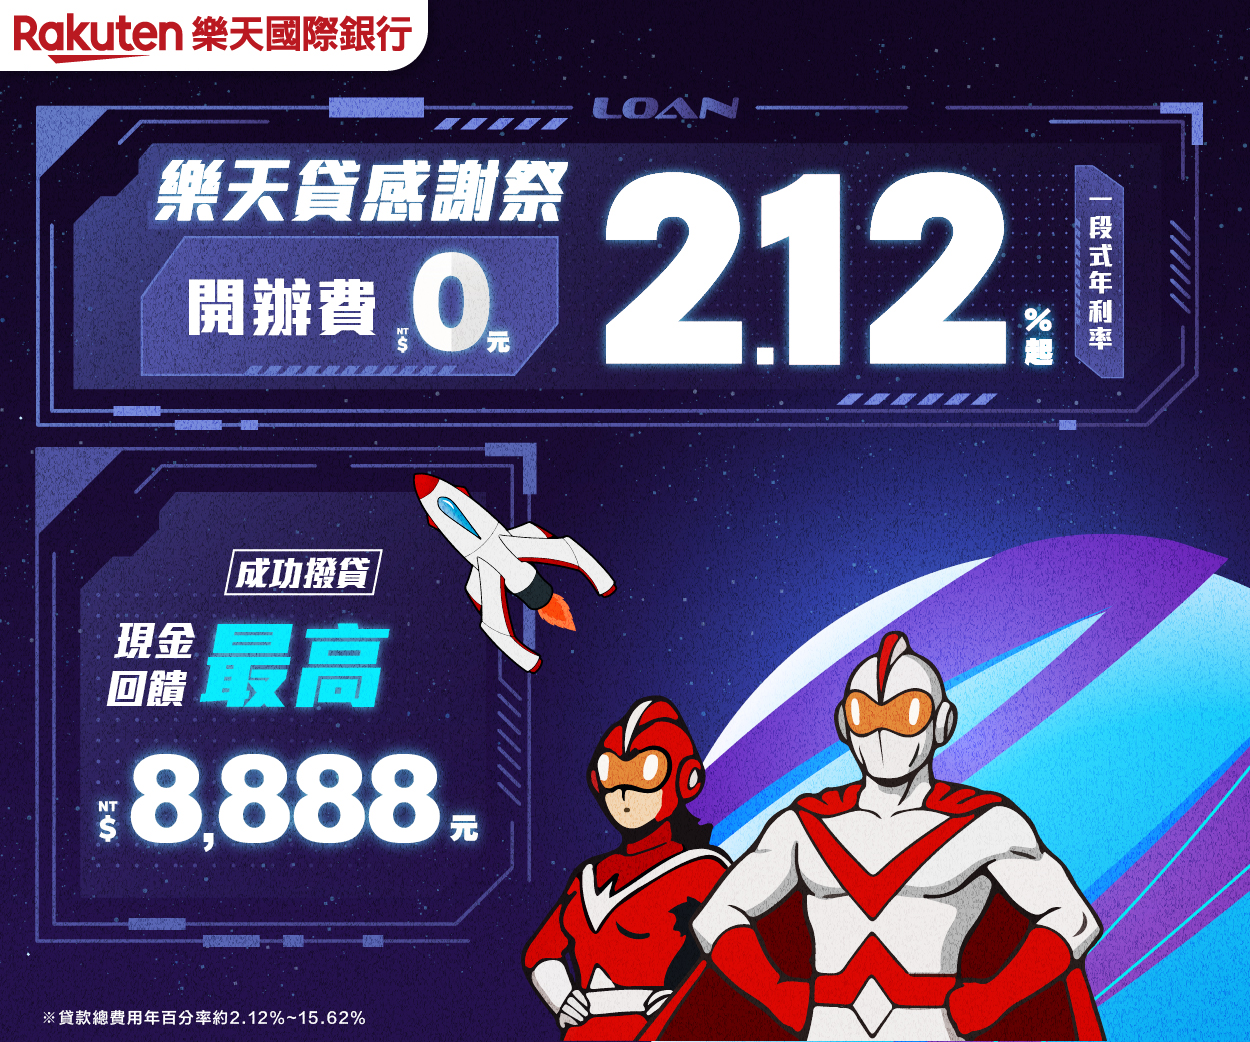 Rakuten 樂天國際銀行
LOAN
樂天貸感謝祭
開辦費 NT$ 0 元
2.12 % 起
一段式年利率
成功撥貸
現金回饋 最高
NT$ 8,888 元
※貸款總費用年百分率約2.12%~15.62%